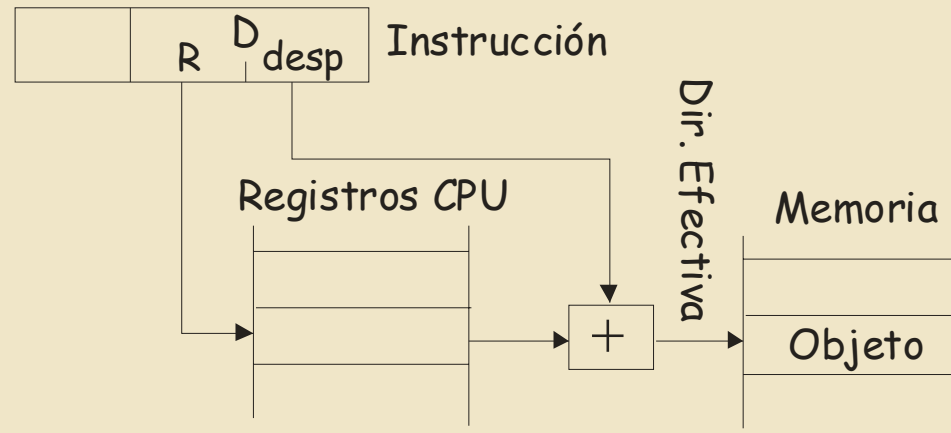 R D desp Instrucción
Dir. Efectiva
Registros CPU
Memoria
+
Objeto